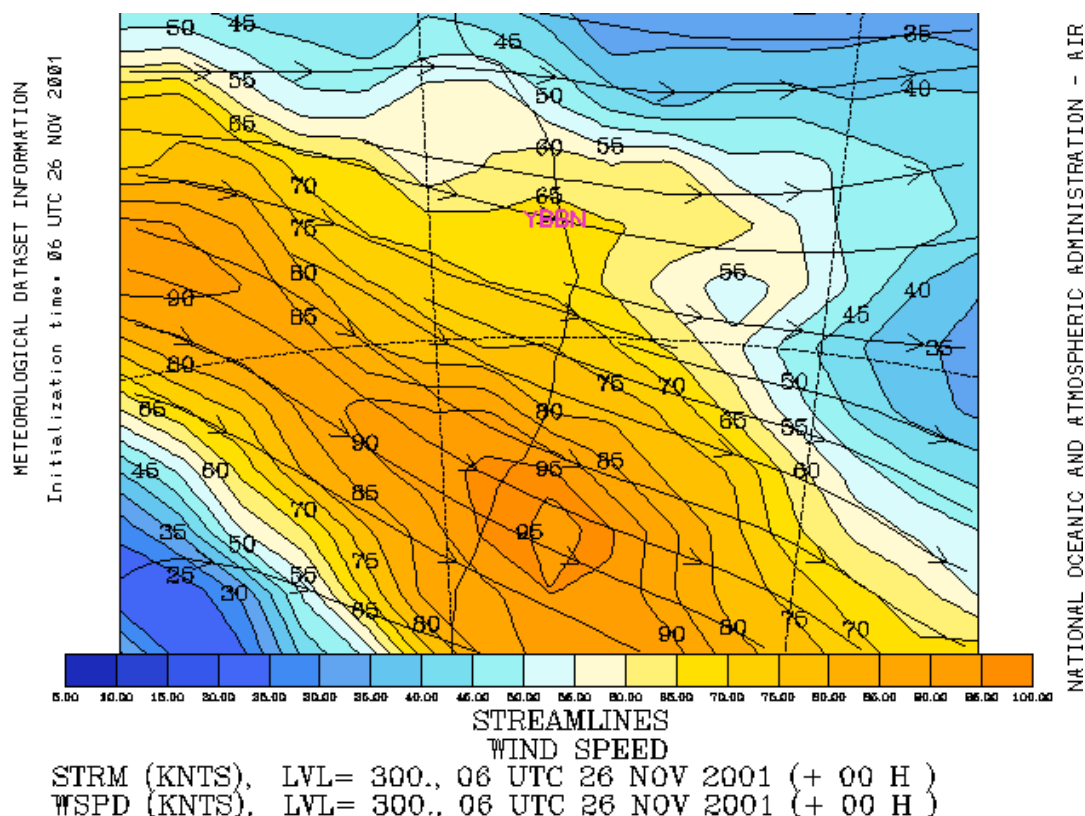 METEOROLOGICAL DATASET INFORMATION
Initialization time: 06 UTC 26 NOV 2001
NATIONAL OCEANIC AND ATMOSPHERIC ADMINISTRATION - AIR
50 45 45 35
55 50 40
65 60 55
70 65
YBBN
75
80 55 40
90 85 45
80 75 70 35
65 80 65 50
90 55
45 60 85 95 85 60
70
35 50 95
25 55 75
30 65 80 90 80 75 70
5.00 10.00 15.00 20.00 25.00 30.00 35.00 40.00 45.00 50.00 55.00 60.00 65.00 70.00 75.00 80.00 85.00 90.00 95.00 100.00
STREAMLINES
WIND SPEED
STRM (KNTS), LVL= 300., 06 UTC 26 NOV 2001 (+ 00 H )
WSPD (KNTS), LVL= 300., 06 UTC 26 NOV 2001 (+ 00 H )